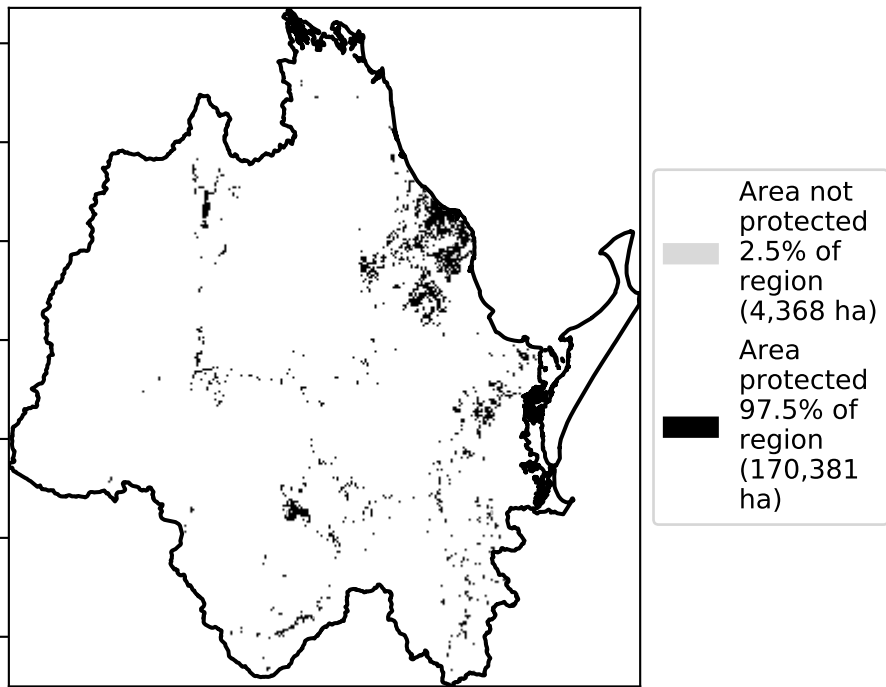 Area not
protected
2.5% of
region
(4,368 ha)
Area
protected
97.5% of
region
(170,381
ha)